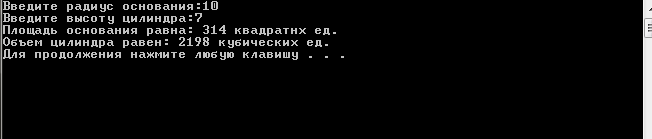 Введите радиус основания:10
Введите высоту цилиндра:7
Площадь основания равна: 314 квадратнх ед.
Объем цилиндра равен: 2198 кубических ед.
Для продолжения нажмите любую клавишу . . .